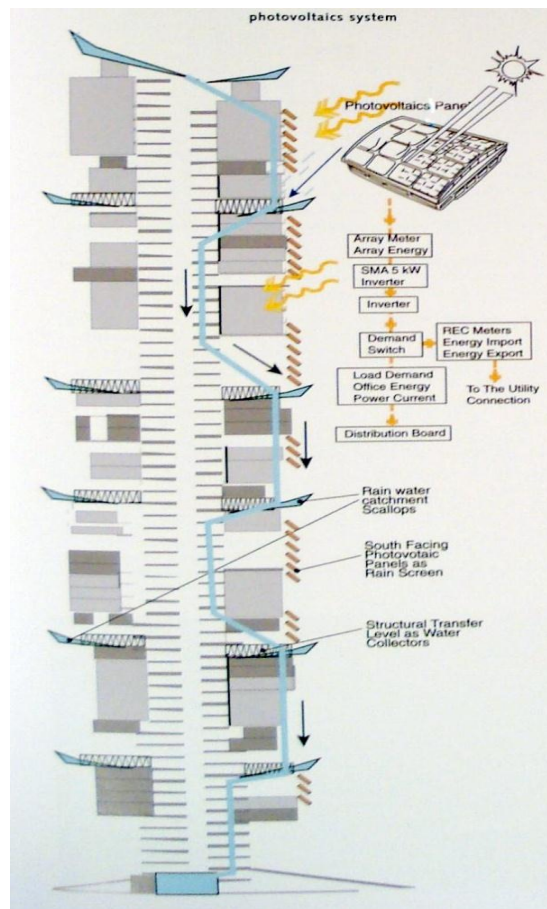 photovoltaics system
Photovoltaics Panel
Array Meter
Array Energy
SMA 5 kW
Inverter
Inverter
Demand
Switch
REC Meters
Energy Import
Energy Export
Load Demand
Office Energy
Power Current
To The Utility
Connection
Distribution Board
Rain water
catchment
Scallops
South Facing
Photovotaic
Panels as
Rain Screen
Structural Transfer
Level as Water
Collectors